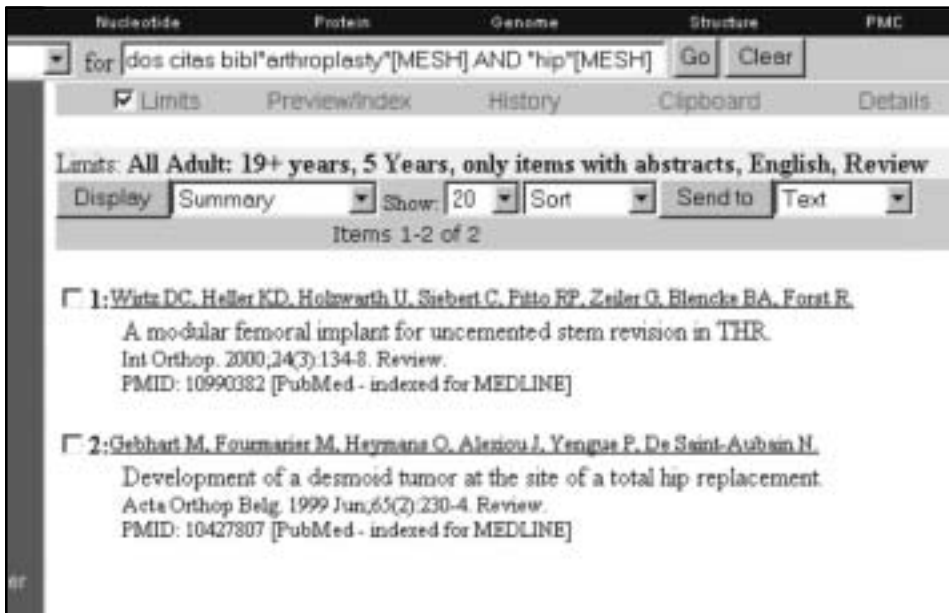 Nucleotide Protein Genome Structure PMC
for dos citas bibl"arthroplasty"[MESH] AND "hip"[MESH] Go Clear
Limits Preview/Index History Clipboard Details
Limits: All Adult: 19+ years, 5 Years, only items with abstracts, English, Review
Display Summary Show: 20 Sort Send to Text
Items 1-2 of 2
1: Wirtz DC, Heller KD, Holzwarth U, Siebert C, Pitto RP, Zeiler G, Blencke BA, Forst R.
A modular femoral implant for uncemented stem revision in THR.
Int Orthop. 2000;24(3):134-8. Review.
PMID: 10990382 [PubMed - indexed for MEDLINE]
2: Gebhart M, Fourmarier M, Heymans O, Alexiou J, Yengue P, De Saint-Aubain N.
Development of a desmoid tumor at the site of a total hip replacement.
Acta Orthop Belg. 1999 Jun;65(2):230-4. Review.
PMID: 10427807 [PubMed - indexed for MEDLINE]
er